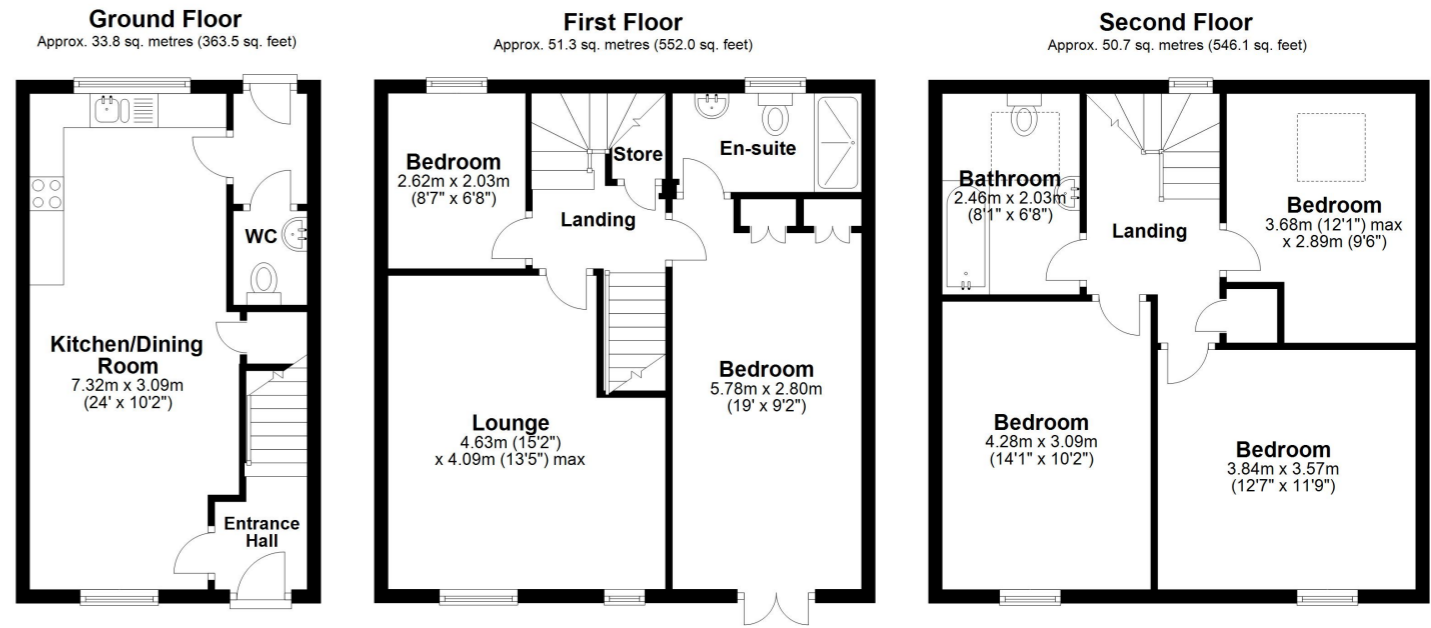 Ground Floor
Approx. 33.8 sq. metres (363.5 sq. feet)
WC
Kitchen/Dining
Room
7.32m x 3.09m
(24' x 10'2")
Entrance
Hall
First Floor
Approx. 51.3 sq. metres (552.0 sq. feet)
Bedroom
2.62m x 2.03m
(8'7" x 6'8")
Store
En-suite
Landing
Bedroom
5.78m x 2.80m
(19' x 9'2")
Lounge
4.63m (15'2")
x 4.09m (13'5") max
Second Floor
Approx. 50.7 sq. metres (546.1 sq. feet)
Bathroom
2.46m x 2.03m
(8'1" x 6'8")
Landing
Bedroom
3.68m (12'1") max
x 2.89m (9'6")
Bedroom
4.28m x 3.09m
(14'1" x 10'2")
Bedroom
3.84m x 3.57m
(12'7" x 11'9")